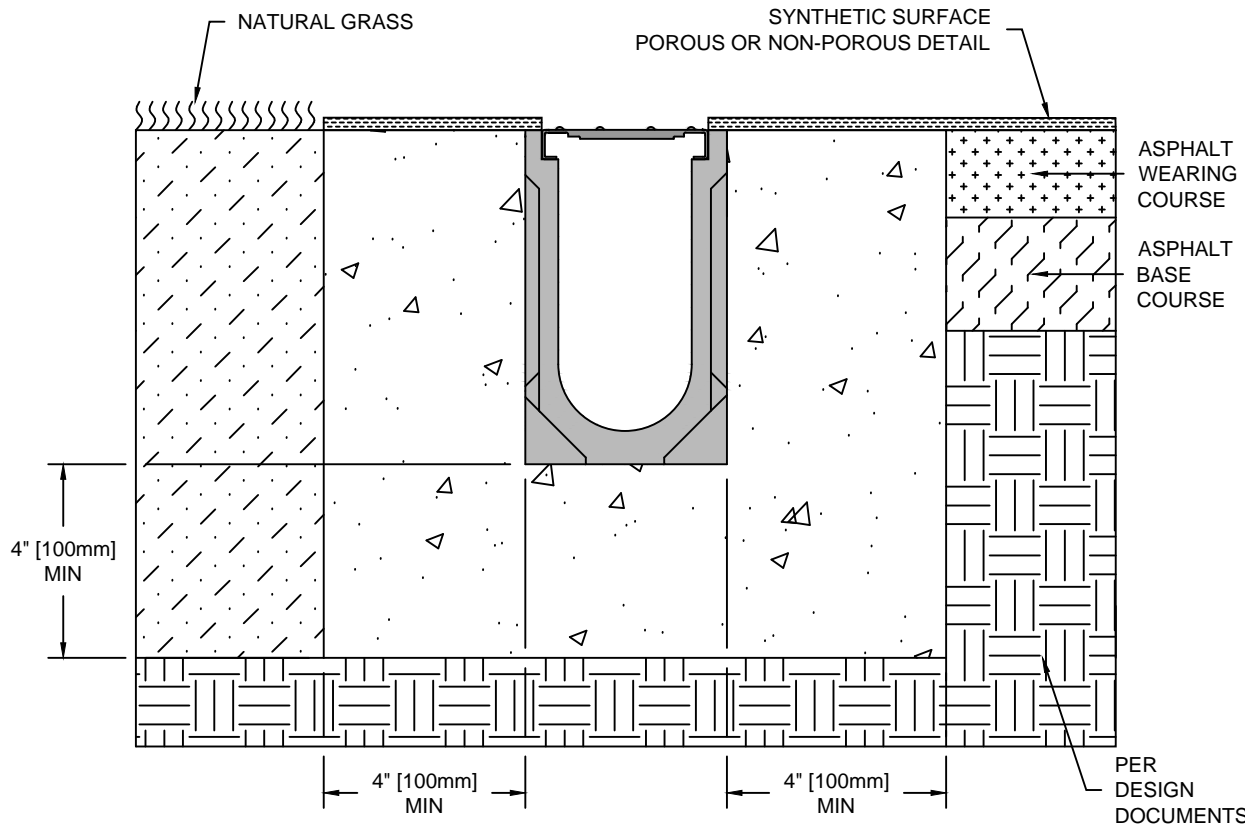 NATURAL GRASS
SYNTHETIC SURFACE
POROUS OR NON-POROUS DETAIL
ASPHALT
WEARING
COURSE
ASPHALT
BASE
COURSE
4" [100mm]
MIN
4" [100mm]
MIN
4" [100mm]
MIN
PER
DESIGN
DOCUMENTS